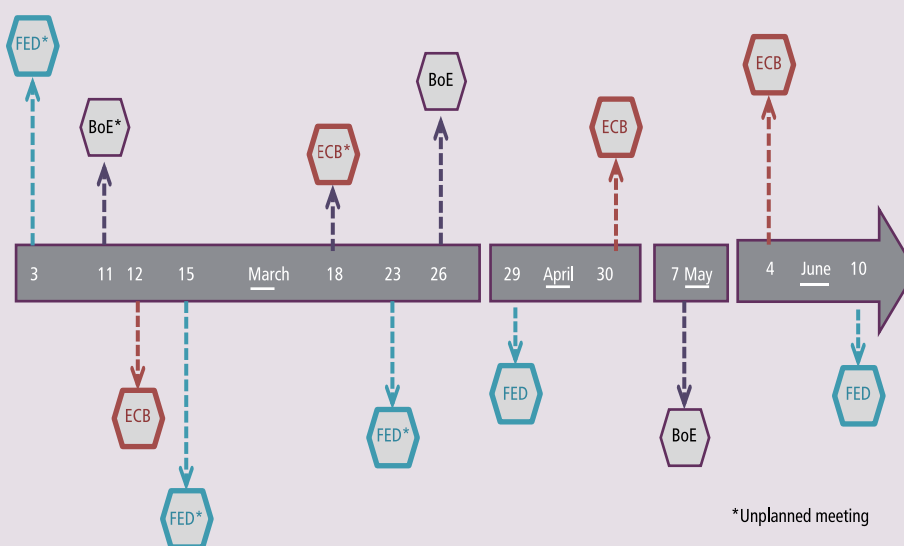 FED*
BoE*
ECB*
BoE
ECB
ECB
3 11 12 15 March 18 23 26 29 April 30 7 May 4 June 10
ECB
FED*
FED*
FED
BoE
FED
*Unplanned meeting